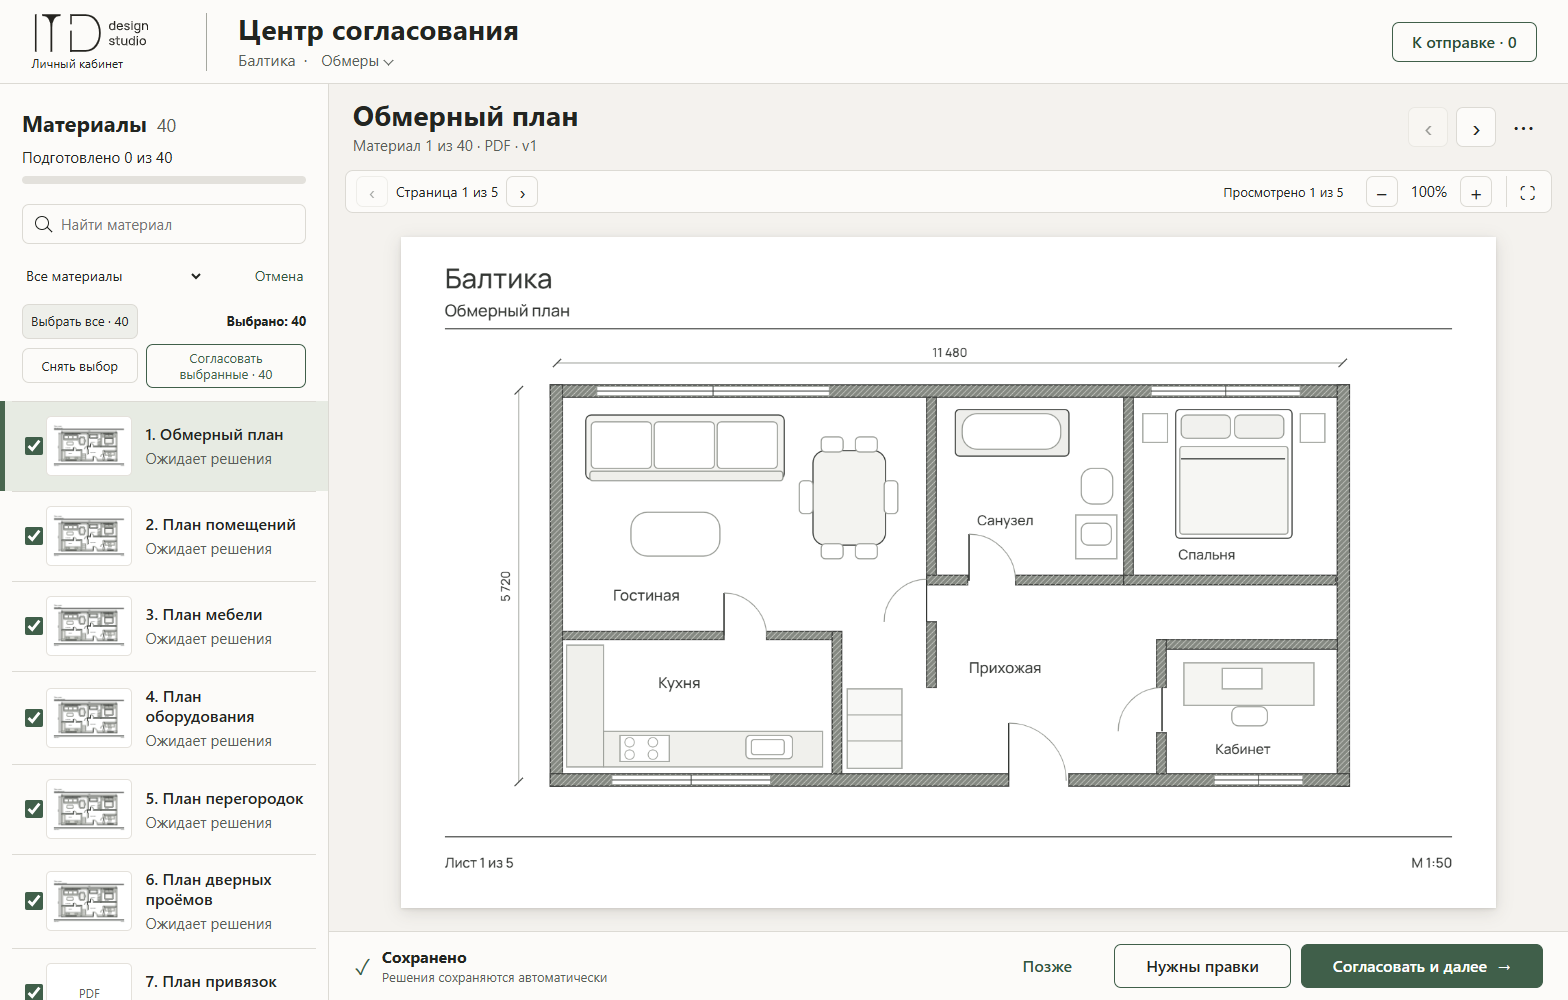 ITD design studio
Личный кабинет
Центр согласования
Балтика · Обмеры
К отправке · 0
Материалы 40
Подготовлено 0 из 40
Найти материал
Все материалы
Отмена
Выбрать все · 40
Выбрано: 40
Снять выбор
Согласовать
выбранные · 40
1. Обмерный план
Ожидает решения
2. План помещений
Ожидает решения
3. План мебели
Ожидает решения
4. План
оборудования
Ожидает решения
5. План перегородок
Ожидает решения
6. План дверных
проёмов
Ожидает решения
PDF
7. План привязок
Обмерный план
Материал 1 из 40 · PDF · v1
Страница 1 из 5
Просмотрено 1 из 5
100%
Балтика
Обмерный план
11 480
5 720
Санузел
Спальня
Гостиная
Прихожая
Кухня
Кабинет
Лист 1 из 5
М 1:50
Сохранено
Решения сохраняются автоматически
Позже
Нужны правки
Согласовать и далее →